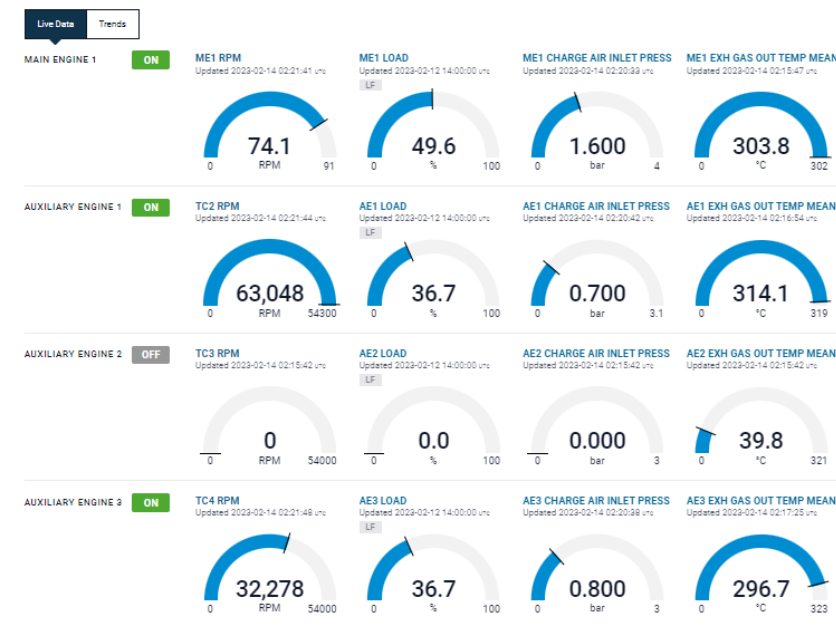 Live Data Trends
MAIN ENGINE 1 ON
ME1 RPM
Updated 2023-02-14 02:21:41 UTC
74.1
RPM
0 91
ME1 LOAD
Updated 2023-02-12 14:00:00 UTC
LF
49.6
%
0 100
ME1 CHARGE AIR INLET PRESS
Updated 2023-02-14 02:20:33 UTC
1.600
bar
0 4
ME1 EXH GAS OUT TEMP MEAN
Updated 2023-02-14 02:15:47 UTC
303.8
°C
0 302
AUXILIARY ENGINE 1 ON
TC2 RPM
Updated 2023-02-14 02:21:44 UTC
63,048
RPM
0 54300
AE1 LOAD
Updated 2023-02-12 14:00:00 UTC
LF
36.7
%
0 100
AE1 CHARGE AIR INLET PRESS
Updated 2023-02-14 02:20:42 UTC
0.700
bar
0 3.1
AE1 EXH GAS OUT TEMP MEAN
Updated 2023-02-14 02:16:54 UTC
314.1
°C
0 319
AUXILIARY ENGINE 2 OFF
TC3 RPM
Updated 2023-02-14 02:15:42 UTC
0
RPM
0 54000
AE2 LOAD
Updated 2023-02-12 14:00:00 UTC
LF
0.0
%
0 100
AE2 CHARGE AIR INLET PRESS
Updated 2023-02-14 02:15:42 UTC
0.000
bar
0 3
AE2 EXH GAS OUT TEMP MEAN
Updated 2023-02-14 02:15:42 UTC
39.8
°C
0 321
AUXILIARY ENGINE 3 ON
TC4 RPM
Updated 2023-02-14 02:21:48 UTC
32,278
RPM
0 54000
AE3 LOAD
Updated 2023-02-12 14:00:00 UTC
LF
36.7
%
0 100
AE3 CHARGE AIR INLET PRESS
Updated 2023-02-14 02:20:38 UTC
0.800
bar
0 3
AE3 EXH GAS OUT TEMP MEAN
Updated 2023-02-14 02:17:25 UTC
296.7
°C
0 323